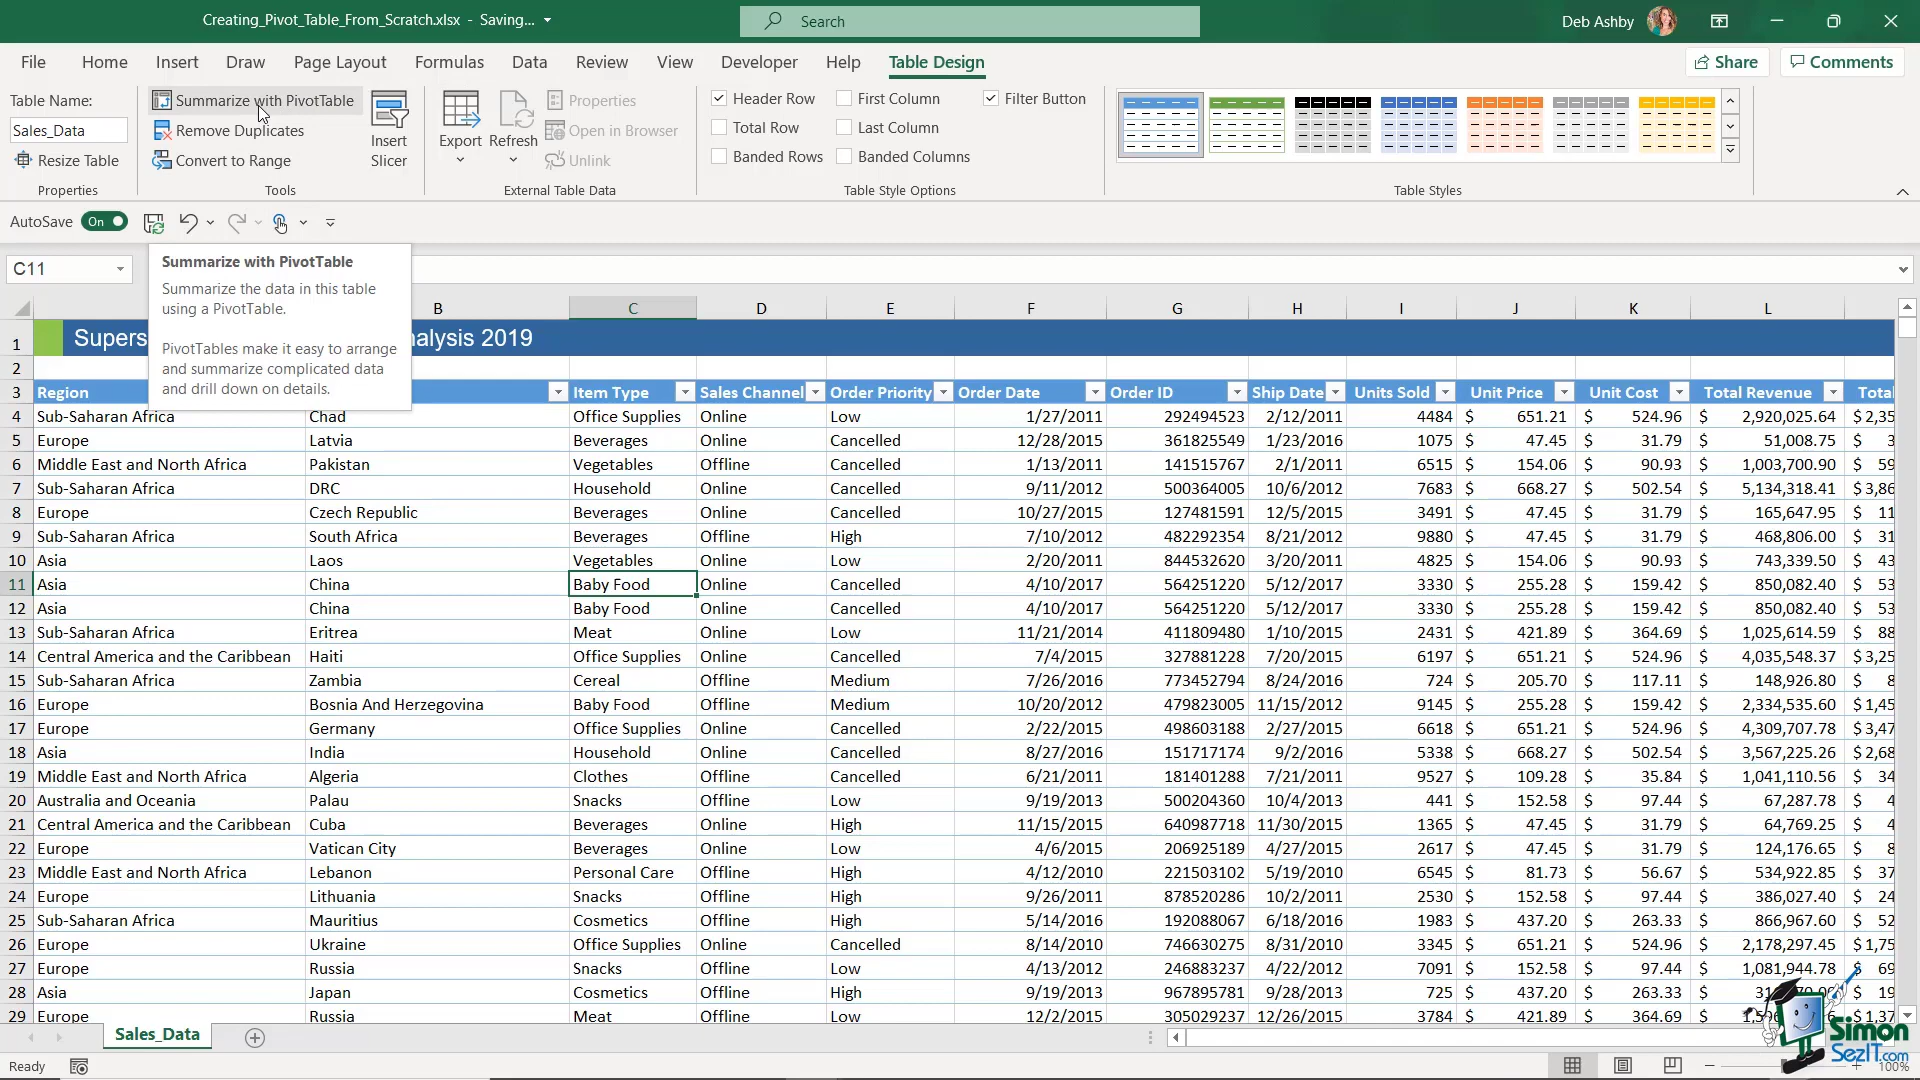 Creating_Pivot_Table_From_Scratch.xlsx - Saving...
Search
Deb Ashby
File Home Insert Draw Page Layout Formulas Data Review View Developer Help Table Design
Share Comments
Table Name:
Sales_Data
Resize Table
Properties
Summarize with PivotTable
Remove Duplicates
Convert to Range
Insert
Slicer
Tools
Export
Refresh
Properties
Open in Browser
Unlink
External Table Data
Header Row
Total Row
Banded Rows
First Column
Last Column
Banded Columns
Filter Button
Table Style Options
Table Styles
AutoSave On
C11
Summarize with PivotTable
Summarize the data in this table
using a PivotTable.
PivotTables make it easy to arrange
and summarize complicated data
and drill down on details.
B C D E F G H I J K L
1 Supers nalysis 2019
2
3 Region Item Type Sales Channel Order Priority Order Date Order ID Ship Date Units Sold Unit Price Unit Cost Total Revenue Total
4 Sub-Saharan Africa Chad Office Supplies Online Low 1/27/2011 292494523 2/12/2011 4484 $ 651.21 $ 524.96 $ 2,920,025.64 $ 2,35
5 Europe Latvia Beverages Online Cancelled 12/28/2015 361825549 1/23/2016 1075 $ 47.45 $ 31.79 $ 51,008.75 $ 3
6 Middle East and North Africa Pakistan Vegetables Offline Cancelled 1/13/2011 141515767 2/1/2011 6515 $ 154.06 $ 90.93 $ 1,003,700.90 $ 59
7 Sub-Saharan Africa DRC Household Online Cancelled 9/11/2012 500364005 10/6/2012 7683 $ 668.27 $ 502.54 $ 5,134,318.41 $ 3,86
8 Europe Czech Republic Beverages Online Cancelled 10/27/2015 127481591 12/5/2015 3491 $ 47.45 $ 31.79 $ 165,647.95 $ 11
9 Sub-Saharan Africa South Africa Beverages Offline High 7/10/2012 482292354 8/21/2012 9880 $ 47.45 $ 31.79 $ 468,806.00 $ 31
10 Asia Laos Vegetables Online Low 2/20/2011 844532620 3/20/2011 4825 $ 154.06 $ 90.93 $ 743,339.50 $ 43
11 Asia China Baby Food Online Cancelled 4/10/2017 564251220 5/12/2017 3330 $ 255.28 $ 159.42 $ 850,082.40 $ 53
12 Asia China Baby Food Online Cancelled 4/10/2017 564251220 5/12/2017 3330 $ 255.28 $ 159.42 $ 850,082.40 $ 53
13 Sub-Saharan Africa Eritrea Meat Online Low 11/21/2014 411809480 1/10/2015 2431 $ 421.89 $ 364.69 $ 1,025,614.59 $ 88
14 Central America and the Caribbean Haiti Office Supplies Online Cancelled 7/4/2015 327881228 7/20/2015 6197 $ 651.21 $ 524.96 $ 4,035,548.37 $ 3,25
15 Sub-Saharan Africa Zambia Cereal Offline Medium 7/26/2016 773452794 8/24/2016 724 $ 205.70 $ 117.11 $ 148,926.80 $ 8
16 Europe Bosnia And Herzegovina Baby Food Offline Medium 10/20/2012 479823005 11/15/2012 9145 $ 255.28 $ 159.42 $ 2,334,535.60 $ 1,45
17 Europe Germany Office Supplies Online Cancelled 2/22/2015 498603188 2/27/2015 6618 $ 651.21 $ 524.96 $ 4,309,707.78 $ 3,47
18 Asia India Household Online Cancelled 8/27/2016 151717174 9/2/2016 5338 $ 668.27 $ 502.54 $ 3,567,225.26 $ 2,68
19 Middle East and North Africa Algeria Clothes Offline Cancelled 6/21/2011 181401288 7/21/2011 9527 $ 109.28 $ 35.84 $ 1,041,110.56 $ 34
20 Australia and Oceania Palau Snacks Offline Low 9/19/2013 500204360 10/4/2013 441 $ 152.58 $ 97.44 $ 67,287.78 $ 4
21 Central America and the Caribbean Cuba Beverages Online High 11/15/2015 640987718 11/30/2015 1365 $ 47.45 $ 31.79 $ 64,769.25 $ 4
22 Europe Vatican City Beverages Online Low 4/6/2015 206925189 4/27/2015 2617 $ 47.45 $ 31.79 $ 124,176.65 $ 8
23 Middle East and North Africa Lebanon Personal Care Offline High 4/12/2010 221503102 5/19/2010 6545 $ 81.73 $ 56.67 $ 534,922.85 $ 37
24 Europe Lithuania Snacks Offline High 9/26/2011 878520286 10/2/2011 2530 $ 152.58 $ 97.44 $ 386,027.40 $ 24
25 Sub-Saharan Africa Mauritius Cosmetics Offline High 5/14/2016 192088067 6/18/2016 1983 $ 437.20 $ 263.33 $ 866,967.60 $ 52
26 Europe Ukraine Office Supplies Online Cancelled 8/14/2010 746630275 8/31/2010 3345 $ 651.21 $ 524.96 $ 2,178,297.45 $ 1,75
27 Europe Russia Snacks Offline Low 4/13/2012 246883237 4/22/2012 7091 $ 152.58 $ 97.44 $ 1,081,944.78 $ 69
28 Asia Japan Cosmetics Offline High 9/19/2013 967895781 9/28/2013 725 $ 437.20 $ 263.33 $ $ 19
29 Europe Russia Meat Offline Low 12/2/2015 305029237 12/26/2015 3784 $ 421.89 $ 364.69 $ $ 1,37
Sales_Data
Simon
SezIT.com
Ready
100%